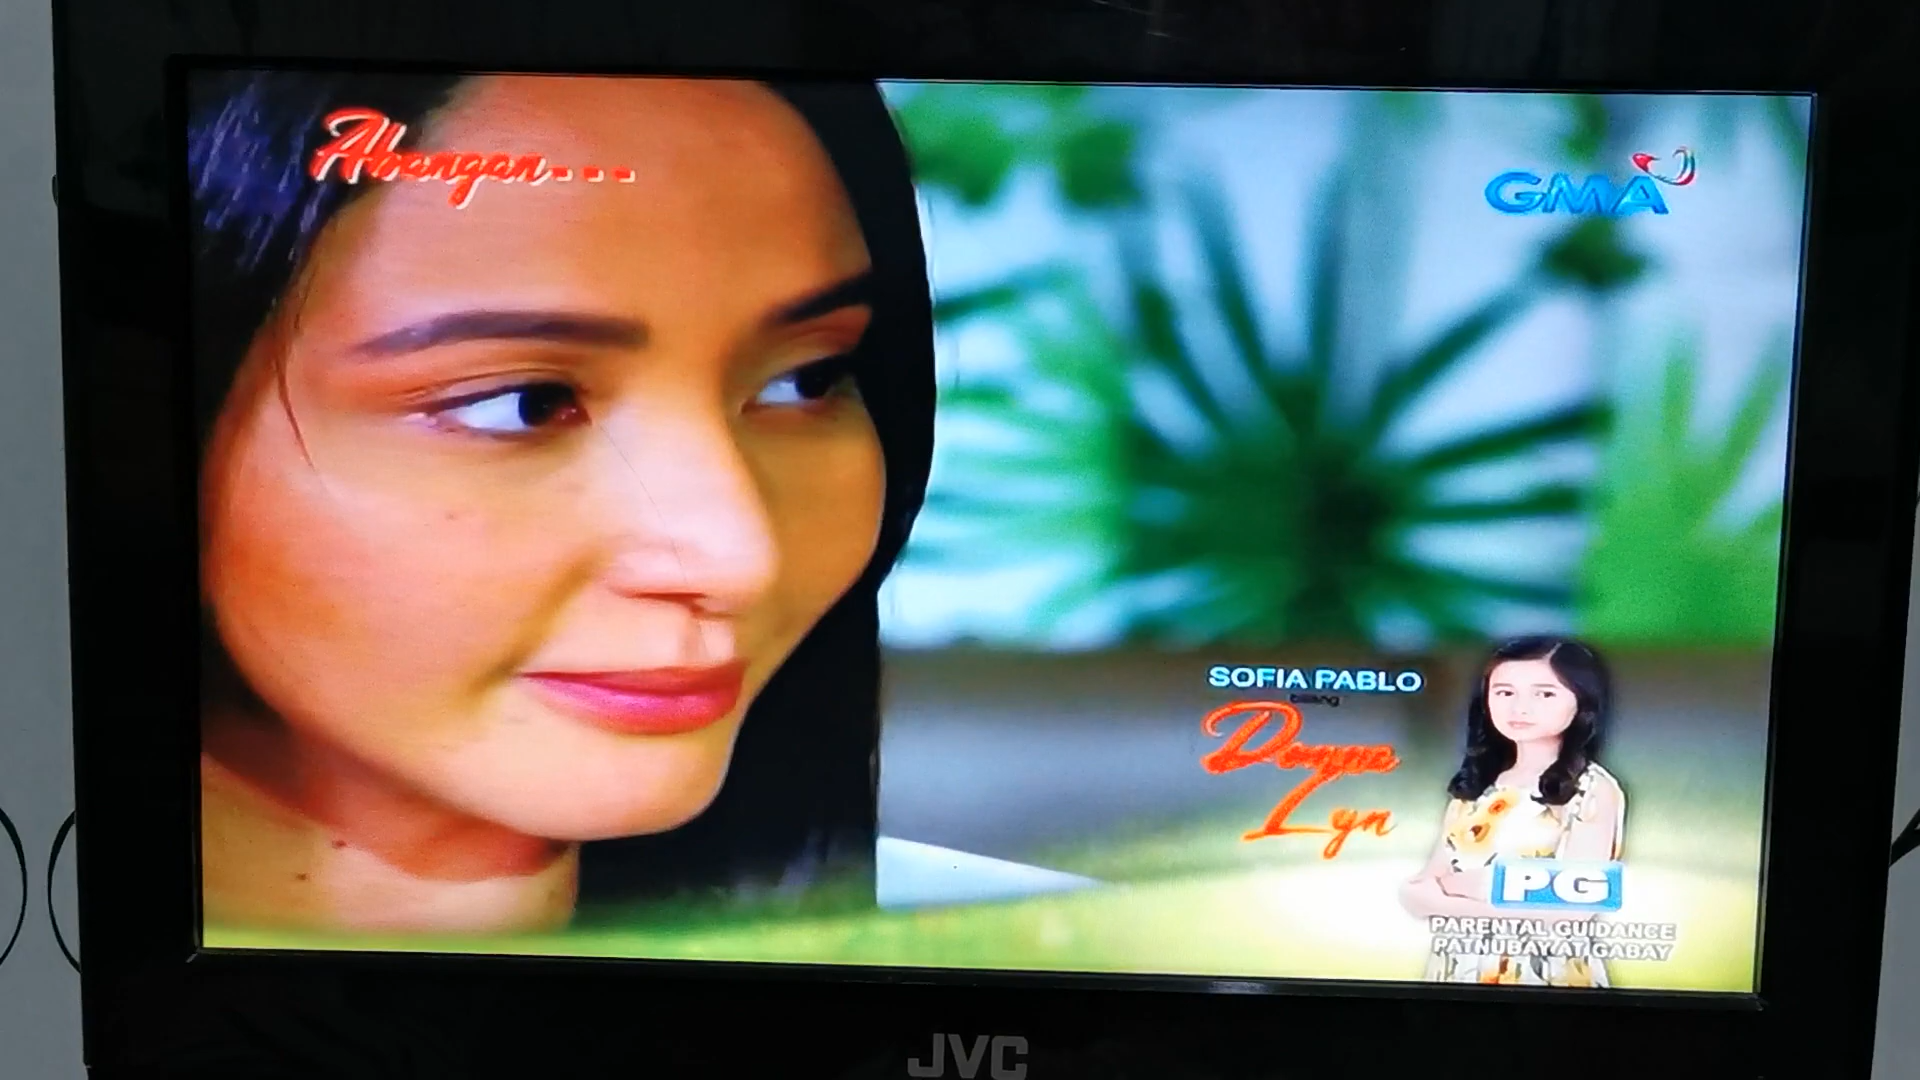 Abangan...
GMA
SOFIA PABLO
bilang
Donna
Lyn
PG
PARENTAL GUIDANCE
PATNUBAY AT GABAY
JVC